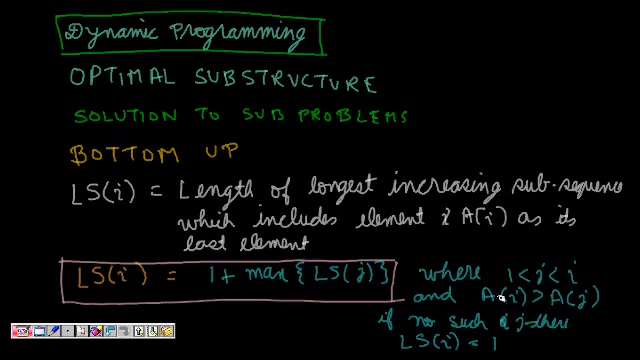 Dynamic Programming
OPTIMAL SUBSTRUCTURE
SOLUTION TO SUB PROBLEMS
BOTTOM UP
LS(i) = Length of longest increasing sub-sequence
which includes element i A(i) as its
last element
LS(i) = 1 + max { LS(j) }
where 1 < j < i
and A(i) > A(j)
if no such j there
LS(i) = 1